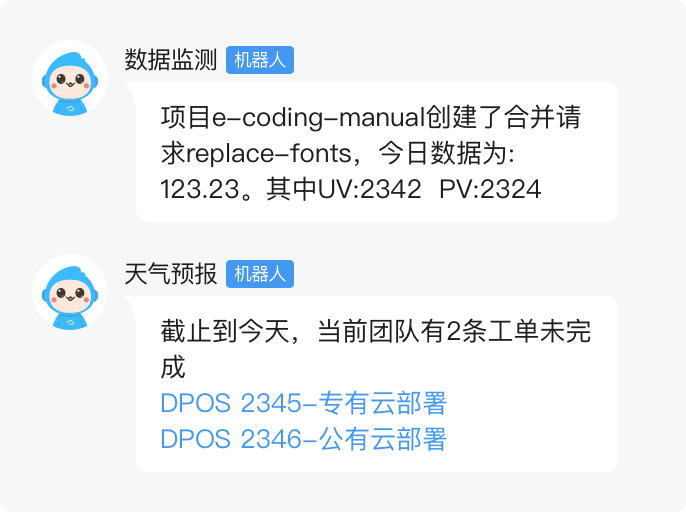 数据监测 机器人
项目e-coding-manual创建了合并请
求replace-fonts，今日数据为:
123.23。其中UV:2342  PV:2324
天气预报 机器人
截止到今天，当前团队有2条工单未完
成
DPOS 2345-专有云部署
DPOS 2346-公有云部署